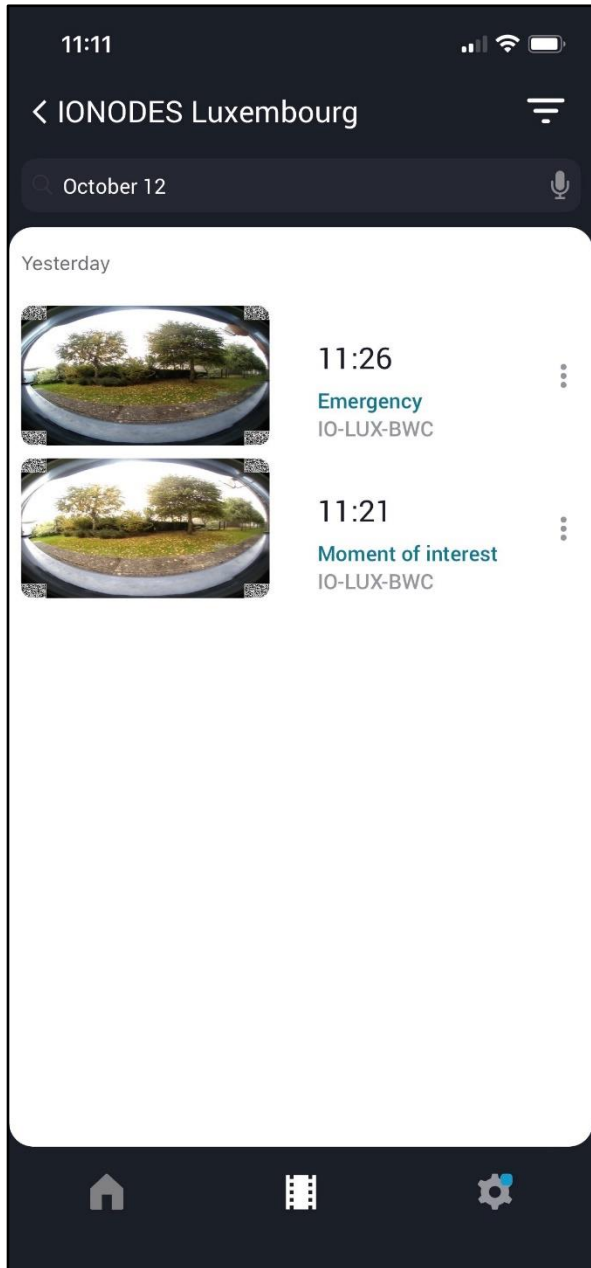 11:11
IONODES Luxembourg
October 12
Yesterday
11:26
Emergency
IO-LUX-BWC
11:21
Moment of interest
IO-LUX-BWC